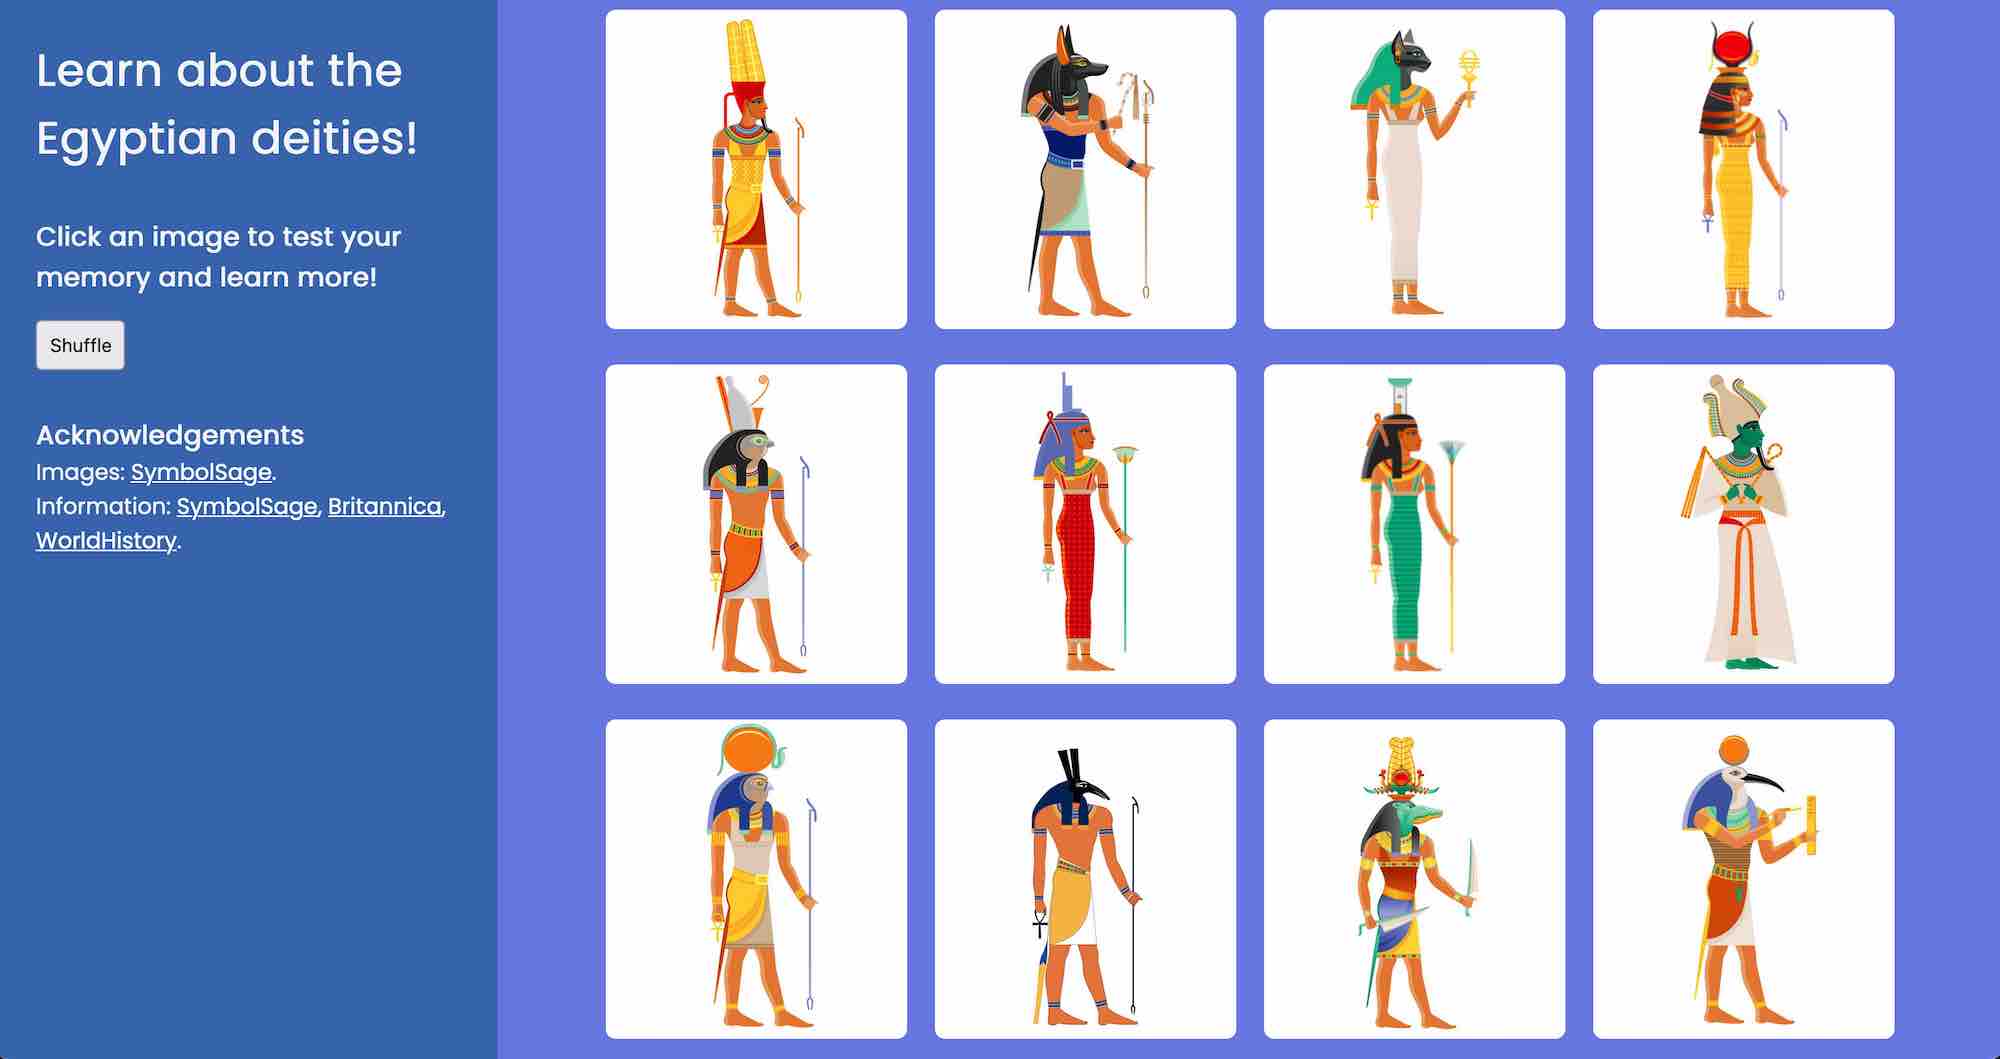 Learn about the
Egyptian deities!
Click an image to test your
memory and learn more!
Shuffle
Acknowledgements
Images: SymbolSage.
Information: SymbolSage, Britannica,
WorldHistory.